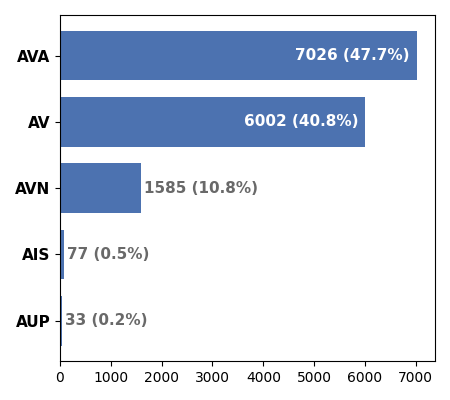 AVA 7026 (47.7%)
AV 6002 (40.8%)
AVN 1585 (10.8%)
AIS 77 (0.5%)
AUP 33 (0.2%)
0 1000 2000 3000 4000 5000 6000 7000